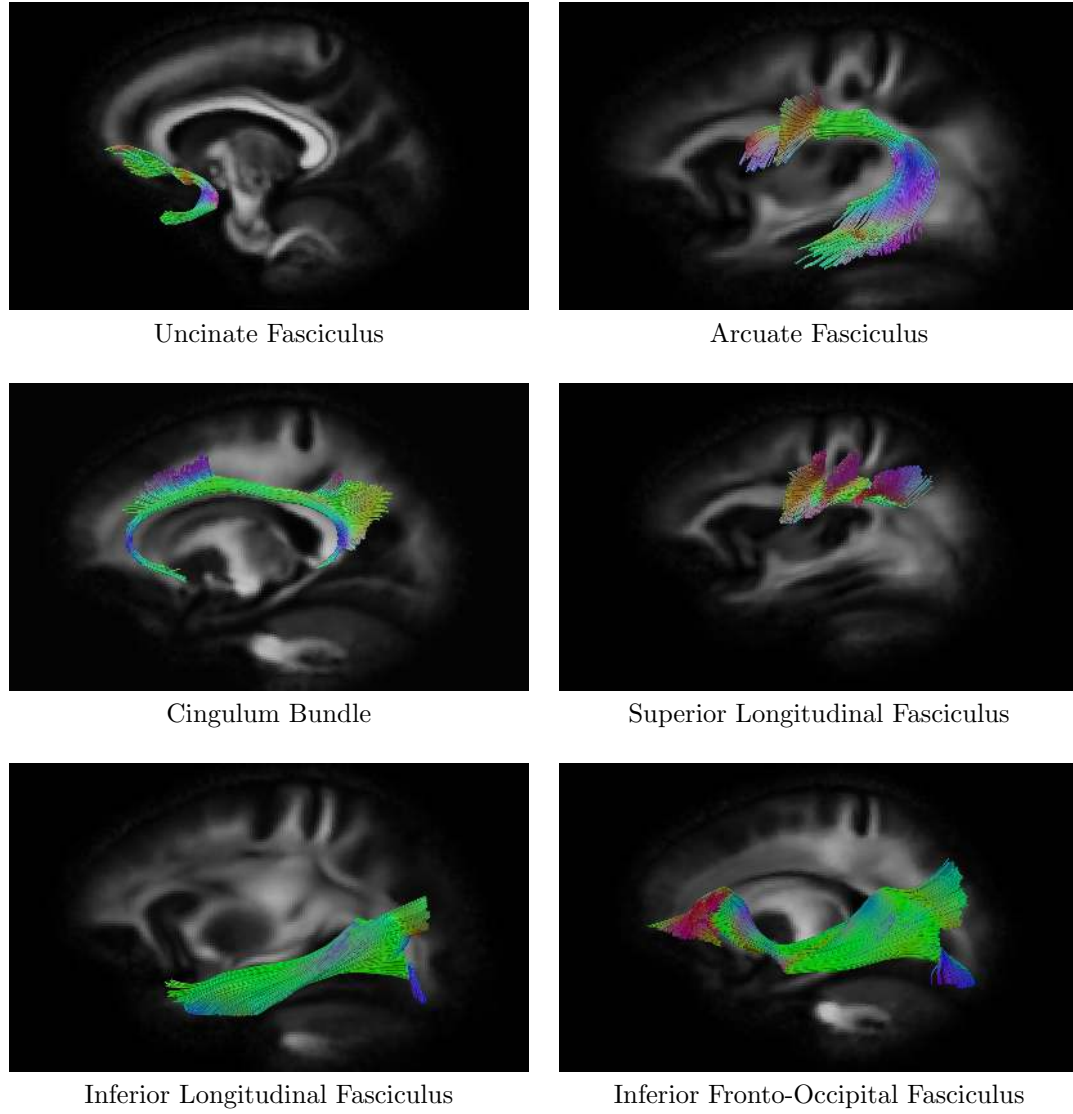 Uncinate Fasciculus
Arcuate Fasciculus
Cingulum Bundle
Superior Longitudinal Fasciculus
Inferior Longitudinal Fasciculus
Inferior Fronto-Occipital Fasciculus